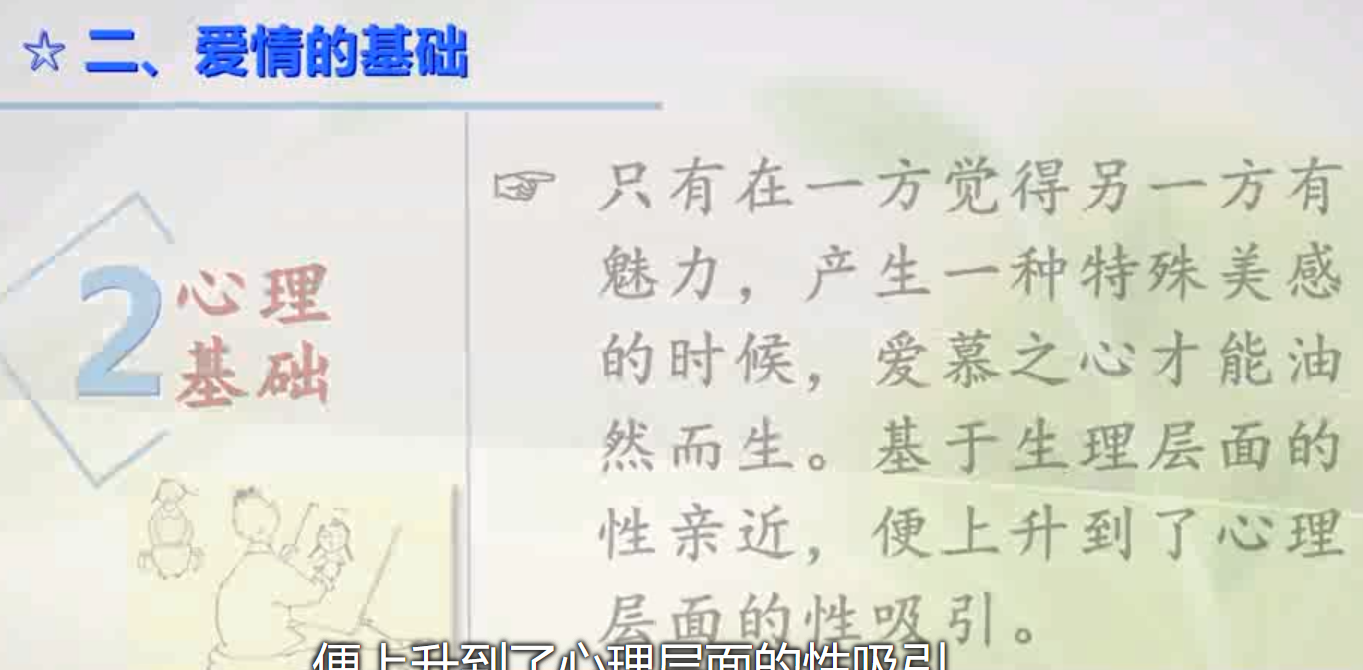 ☆ 二、爱情的基础
2
心理
基础
☞ 只有在一方觉得另一方有
魅力，产生一种特殊美感
的时候，爱慕之心才能油
然而生。基于生理层面的
性亲近，便上升到了心理
层面的性吸引。
便上升到了心理层面的性吸引